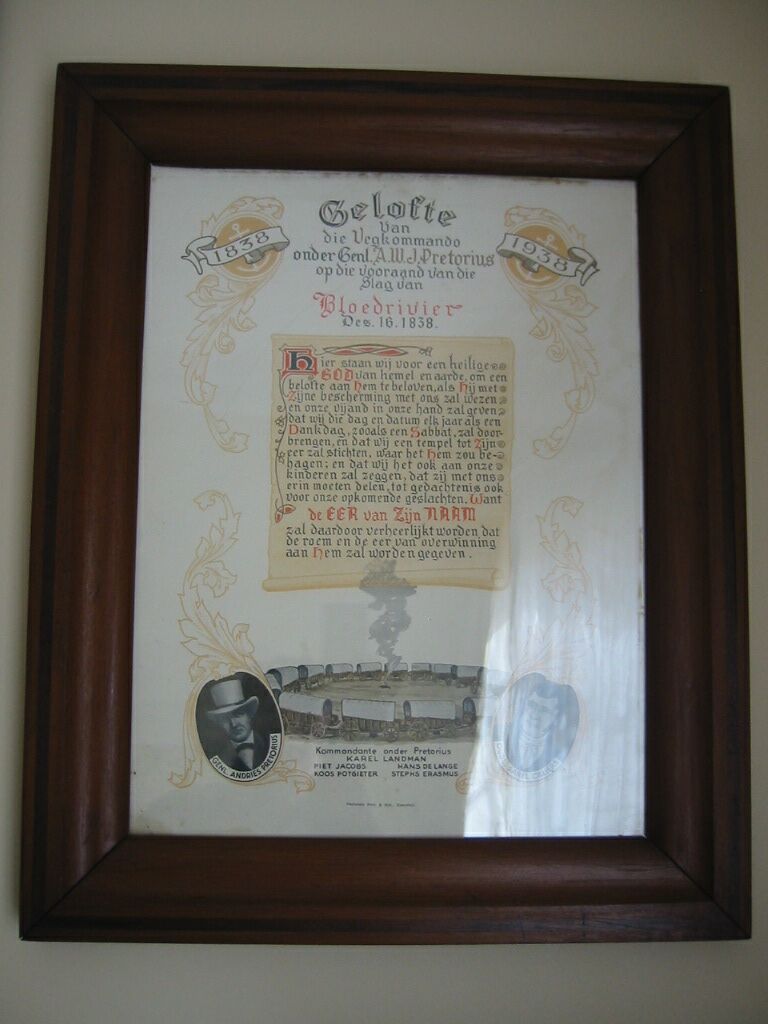 Gelofte
Van
die Vegkommando
onder Genl. A.W.J. Pretorius
op die vooraand van die
Slag van
Bloedrivier
Des. 16. 1838.
1838
1938
Hier staan wij voor een heilige
GOD van hemel en aarde, om een
belofte aan Hem te beloven, als Hij met
Zijne bescherming met ons zal wezen
en onze vijand in onze hand zal geven,
dat wij die dag en datum elk jaar als een
Dankdag, zooals een Sabbat, zal door-
brengen, en dat wij een tempel tot Zijn
eer zal stichten, waar het Hem zou be-
hagen; en dat wij het ook aan onze
kinderen zal zeggen, dat zij met ons
erin moeten delen, tot gedachtenis ook
voor onze opkomende geslachten. Want
de EER van Zijn NAAM
zal daardoor verheerlijkt worden dat
de roem en de eer van overwinning
aan Hem zal worden gegeven.
GENL. ANDRIES PRETORIUS
Kommandante onder Pretorius
KAREL LANDMAN
PIET JACOBS HANS DE LANGE
KOOS POTGIETER STEPHS ERASMUS